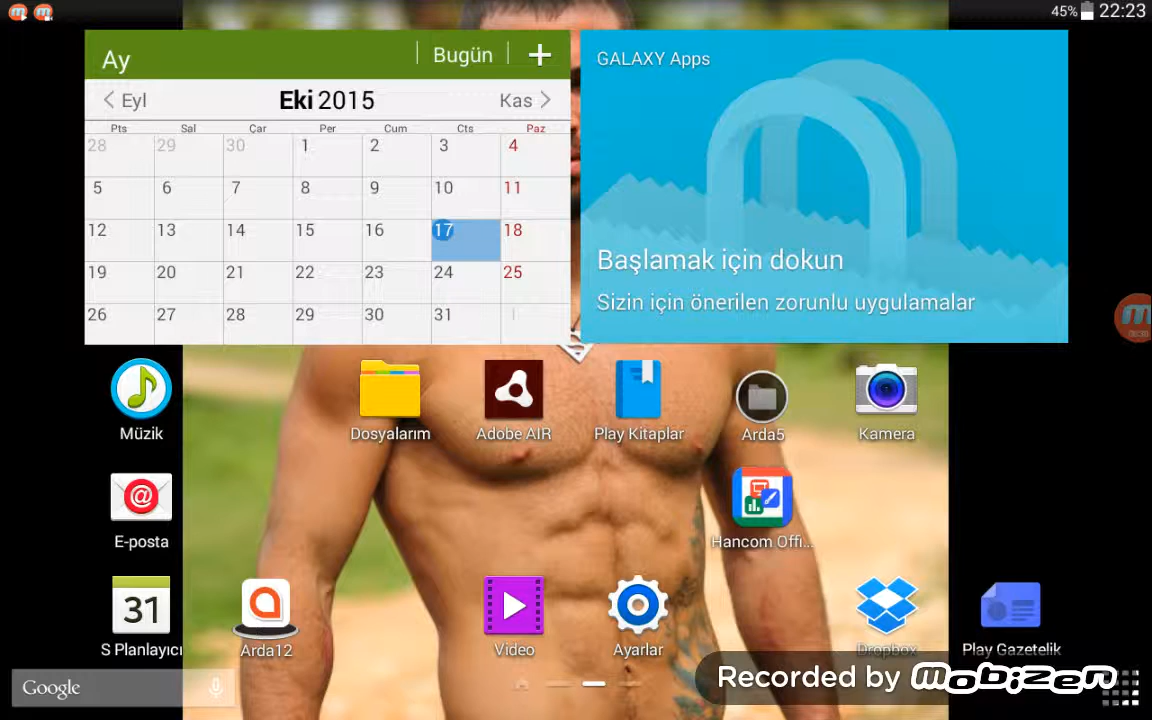 45% 22:23
Ay Bugün +
Eyl Eki 2015 Kas
Pts Sal Çar Per Cum Cts Paz
28 29 30 1 2 3 4
5 6 7 8 9 10 11
12 13 14 15 16 17 18
19 20 21 22 23 24 25
26 27 28 29 30 31 1
GALAXY Apps
Başlamak için dokun
Sizin için önerilen zorunlu uygulamalar
Müzik Dosyalarım Adobe AIR Play Kitaplar Arda5 Kamera
@
E-posta Hancom Offi...
31
S Planlayıcı Arda12 Video Ayarlar Dropbox Play Gazetelik
Google
Recorded by mobizen